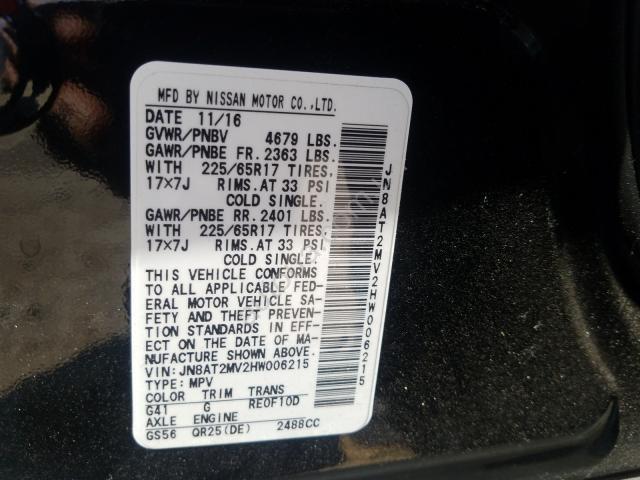 MFD BY NISSAN MOTOR CO.,LTD.
DATE 11/16
GVWR/PNBV 4679 LBS.
GAWR/PNBE FR. 2363 LBS.
WITH 225/65R17 TIRES,
17x7J RIMS. AT 33 PSI
COLD SINGLE.
GAWR/PNBE RR. 2401 LBS.
WITH 225/65R17 TIRES,
17x7J RIMS. AT 33 PSI
COLD SINGLE.
THIS VEHICLE CONFORMS
TO ALL APPLICABLE FED-
ERAL MOTOR VEHICLE SA-
FETY AND THEFT PREVEN-
TION STANDARDS IN EFF-
ECT ON THE DATE OF MA-
NUFACTURE SHOWN ABOVE.
VIN: JN8AT2MV2HW006215
TYPE: MPV
COLOR TRIM TRANS
G41 G RE0F10D
AXLE ENGINE
GS56 QR25(DE) 2488CC
JN8AT2MV2HW006215